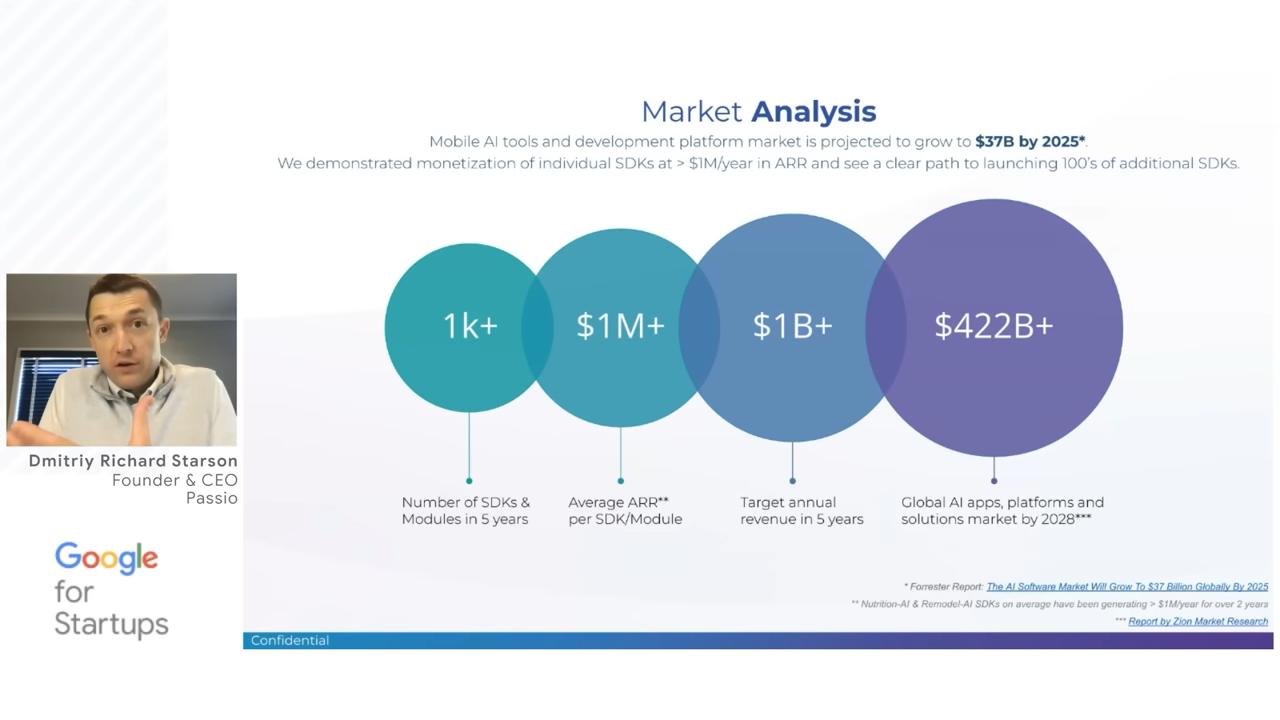 Market Analysis
Mobile AI tools and development platform market is projected to grow to $37B by 2025*.
We demonstrated monetization of individual SDKs at > $1M/year in ARR and see a clear path to launching 100's of additional SDKs.
1k+
$1M+
$1B+
$422B+
Number of SDKs &
Modules in 5 years
Average ARR**
per SDK/Module
Target annual
revenue in 5 years
Global AI apps, platforms and
solutions market by 2028***
* Forrester Report: The AI Software Market Will Grow To $37 Billion Globally By 2025
** Nutrition-AI & Remodel-AI SDKs on average have been generating > $1M/year for over 2 years
*** Report by Zion Market Research
Confidential
Dmitriy Richard Starson
Founder & CEO
Passio
Google
for
Startups